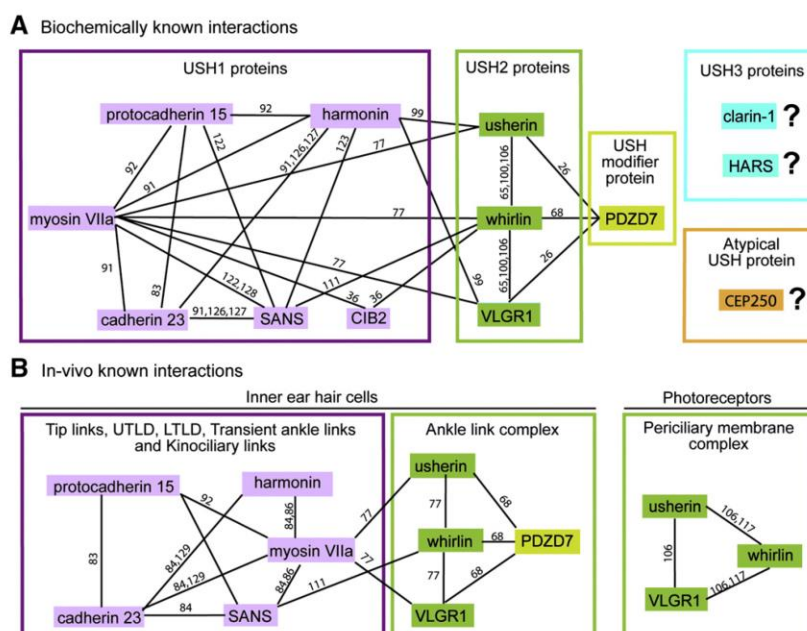 A Biochemically known interactions
USH1 proteins
protocadherin 15
92
harmonin
99
92
122
91
91,126,127
123
77
myosin VIIa
77
91
83
122,128
111
36
36
77
99
cadherin 23
91,126,127
SANS
CIB2
USH2 proteins
usherin
65,100,106
26
whirlin
68
65,100,106
26
VLGR1
USH
modifier
protein
PDZD7
USH3 proteins
clarin-1 ?
HARS ?
Atypical
USH protein
CEP250 ?
B In-vivo known interactions
Inner ear hair cells
Photoreceptors
Tip links, UTLD, LTLD, Transient ankle links
and Kinociliary links
protocadherin 15
harmonin
92
84,86
83
84,129
myosin VIIa
77
77
84,129
84,86
111
cadherin 23
84
SANS
Ankle link complex
usherin
77
68
whirlin
68
PDZD7
77
68
VLGR1
Periciliary membrane
complex
usherin
106,117
106
whirlin
106,117
VLGR1